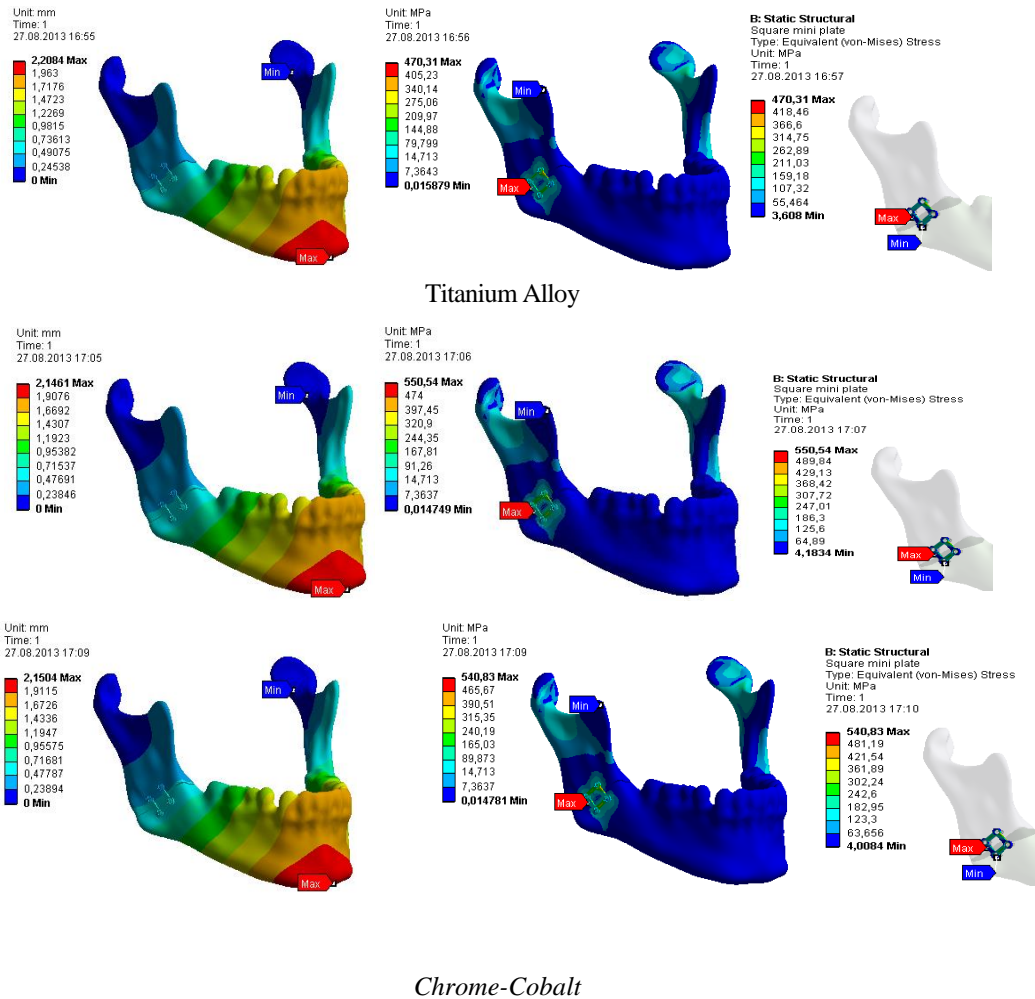 Unit: mm
Time: 1
27.08.2013 16:55
2,2084 Max
1,963
1,7176
1,4723
1,2269
0,9815
0,73613
0,49075
0,24538
0 Min
Min
Max
Unit: MPa
Time: 1
27.08.2013 16:56
470,31 Max
405,23
340,14
275,06
209,97
144,88
79,799
14,713
7,3643
0,015879 Min
Min
Max
B: Static Structural
Square mini plate
Type: Equivalent (von-Mises) Stress
Unit: MPa
Time: 1
27.08.2013 16:57
470,31 Max
418,46
366,6
314,75
262,89
211,03
159,18
107,32
55,464
3,608 Min
Max
Min
Titanium Alloy
Unit: mm
Time: 1
27.08.2013 17:05
2,1461 Max
1,9076
1,6692
1,4307
1,1923
0,95382
0,71537
0,47691
0,23846
0 Min
Min
Max
Unit: MPa
Time: 1
27.08.2013 17:06
550,54 Max
474
397,45
320,9
244,35
167,81
91,26
14,713
7,3637
0,014749 Min
Min
Max
B: Static Structural
Square mini plate
Type: Equivalent (von-Mises) Stress
Unit: MPa
Time: 1
27.08.2013 17:07
550,54 Max
489,84
429,13
368,42
307,72
247,01
186,3
125,6
64,89
4,1834 Min
Max
Min
Unit: mm
Time: 1
27.08.2013 17:09
2,1504 Max
1,9115
1,6726
1,4336
1,1947
0,95575
0,71681
0,47787
0,23894
0 Min
Min
Max
Unit: MPa
Time: 1
27.08.2013 17:09
540,83 Max
465,67
390,51
315,35
240,19
165,03
89,873
14,713
7,3637
0,014781 Min
Min
Max
B: Static Structural
Square mini plate
Type: Equivalent (von-Mises) Stress
Unit: MPa
Time: 1
27.08.2013 17:10
540,83 Max
481,19
421,54
361,89
302,24
242,6
182,95
123,3
63,656
4,0084 Min
Max
Min
Chrome-Cobalt